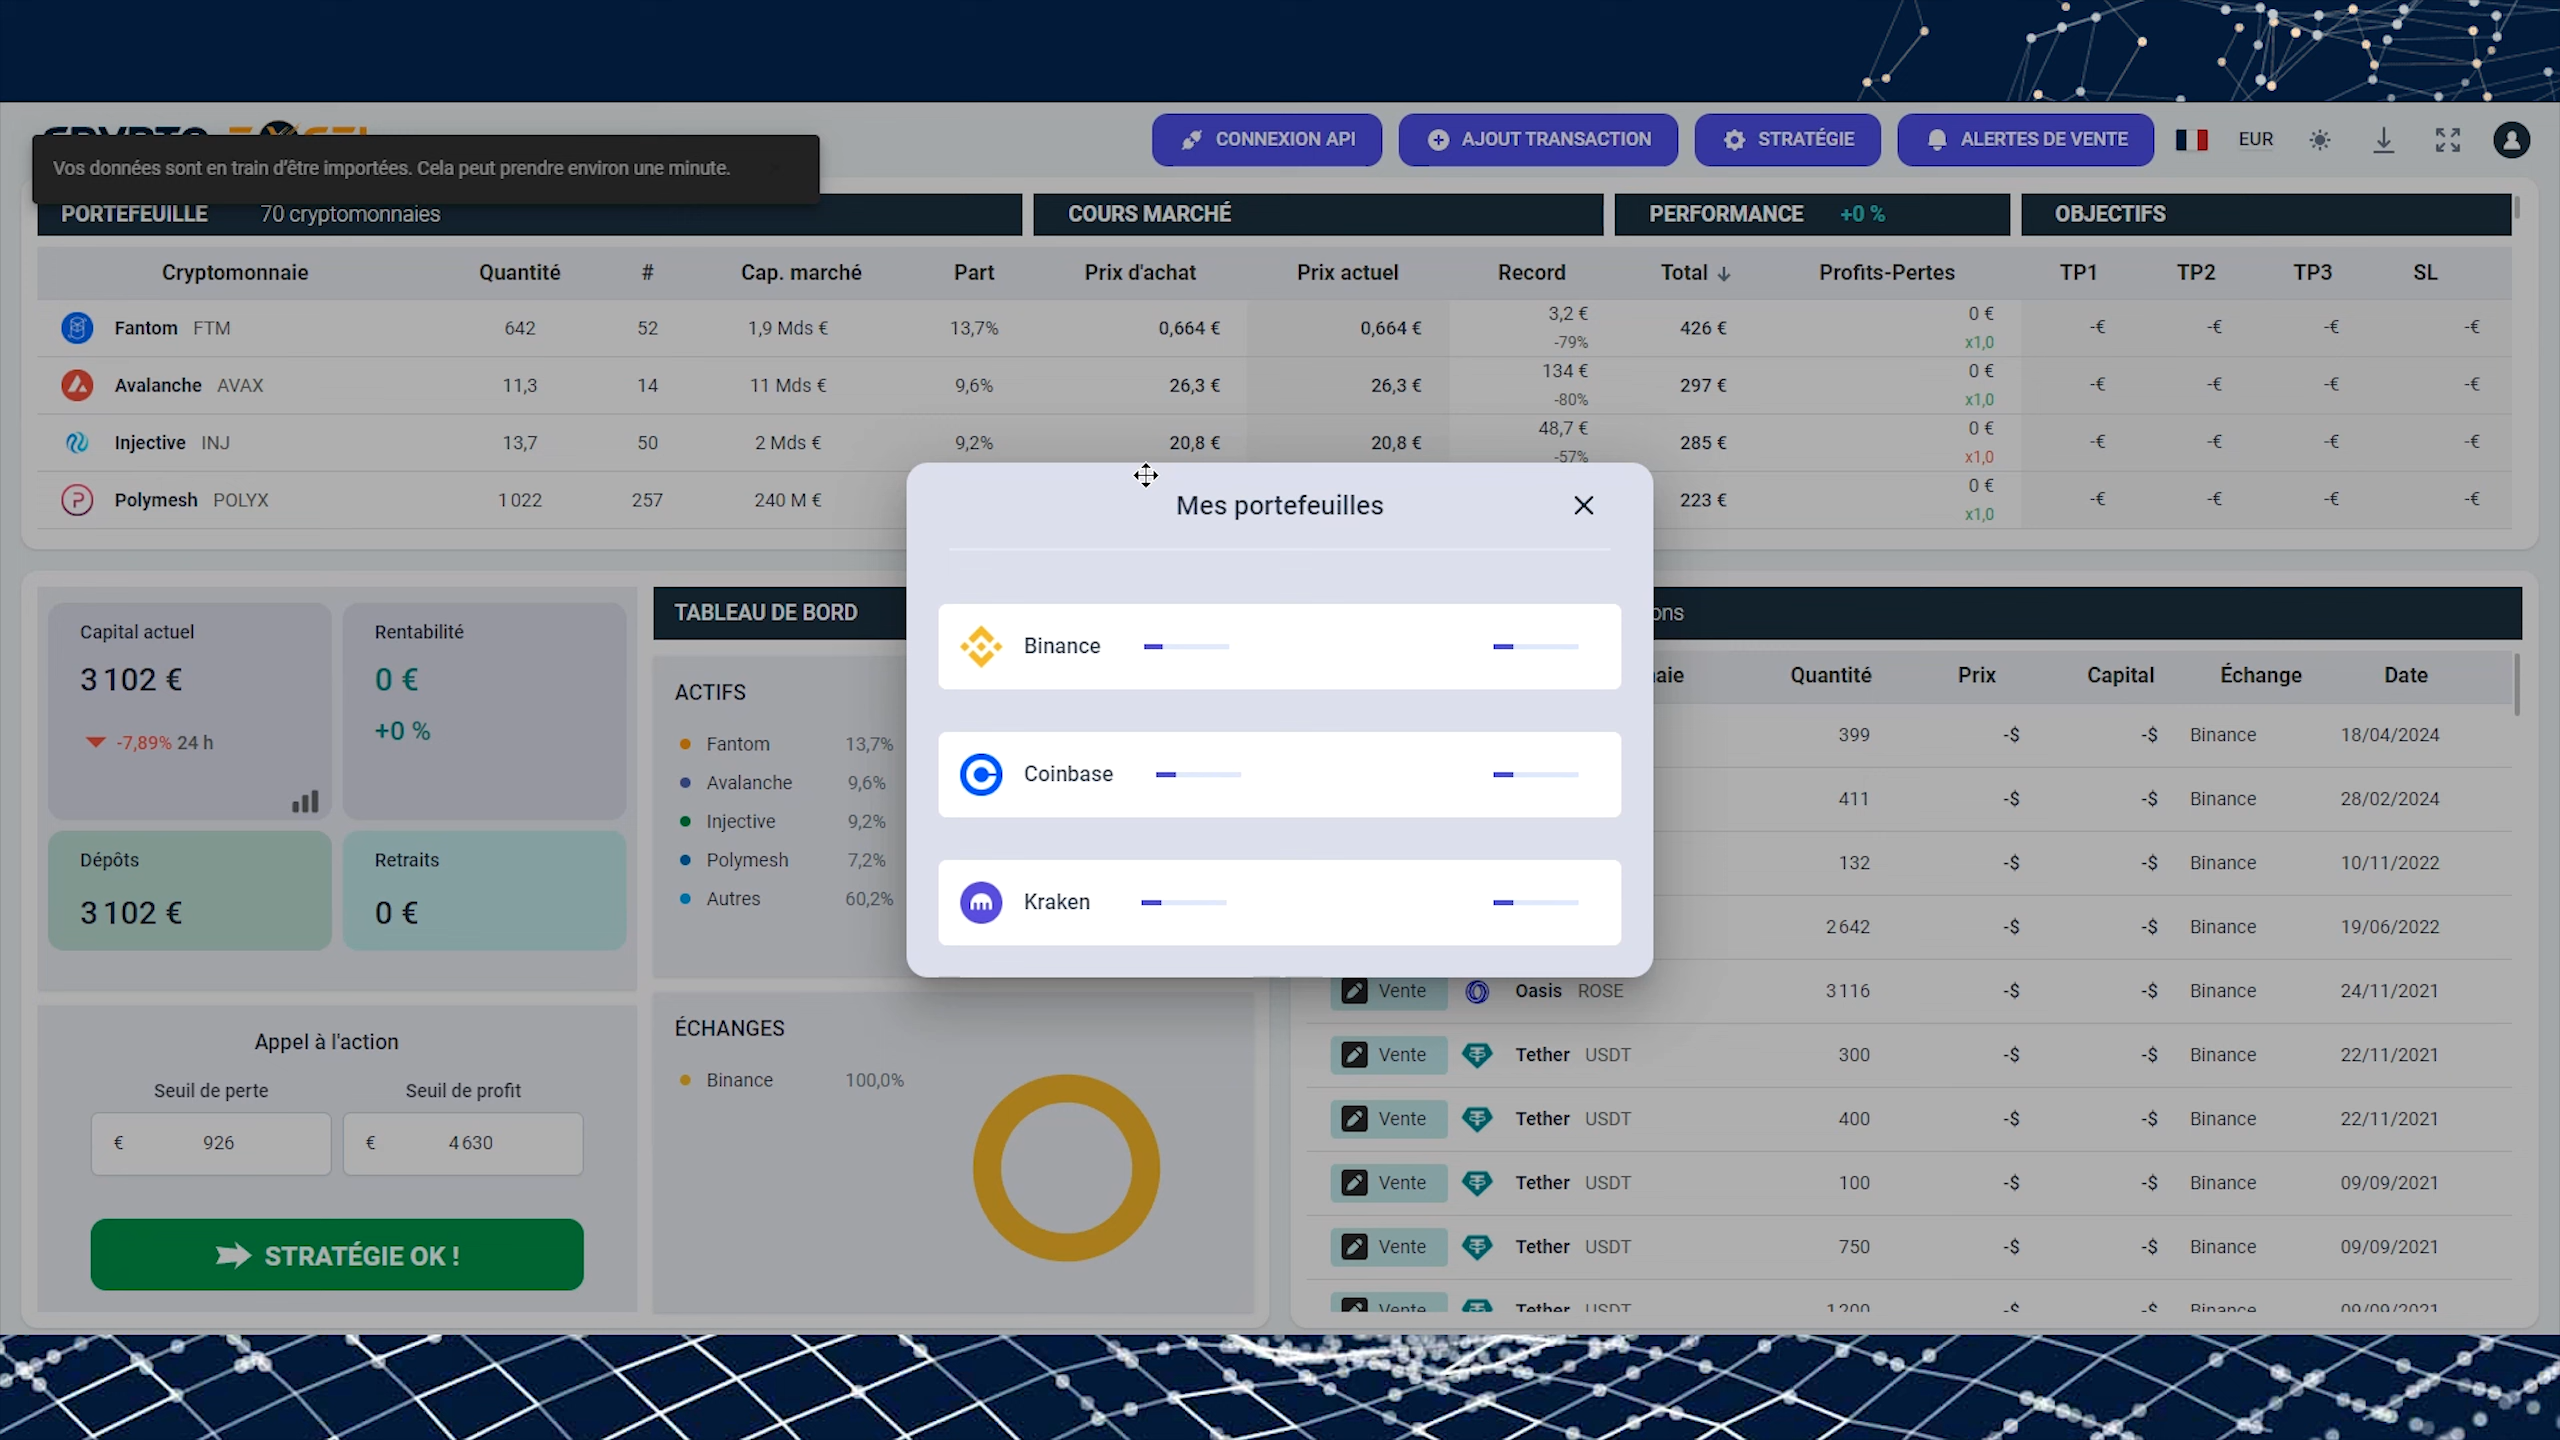 CONNEXION API
AJOUT TRANSACTION
STRATÉGIE
ALERTES DE VENTE
EUR
Vos données sont en train d'être importées. Cela peut prendre environ une minute.
PORTEFEUILLE 70 cryptomonnaies
COURS MARCHÉ
PERFORMANCE +0 %
OBJECTIFS
Cryptomonnaie Quantité # Cap. marché Part Prix d'achat Prix actuel Record Total Profits-Pertes TP1 TP2 TP3 SL
Fantom FTM 642 52 1,9 Mds € 13,7% 0,664 € 0,664 € 3,2 € -79% 426 € 0 € x1,0 -€ -€ -€ -€
Avalanche AVAX 11,3 14 11 Mds € 9,6% 26,3 € 26,3 € 134 € -80% 297 € 0 € x1,0 -€ -€ -€ -€
Injective INJ 13,7 50 2 Mds € 9,2% 20,8 € 20,8 € 48,7 € -57% 285 € 0 € x1,0 -€ -€ -€ -€
Polymesh POLYX 1 022 257 240 M € 223 € 0 € x1,0 -€ -€ -€ -€
Mes portefeuilles
Binance
Coinbase
Kraken
Capital actuel
3 102 €
-7,89% 24 h
Rentabilité
0 €
+0 %
Dépôts
3 102 €
Retraits
0 €
Appel à l'action
Seuil de perte
€ 926
Seuil de profit
€ 4 630
STRATÉGIE OK !
TABLEAU DE BORD
ACTIFS
Fantom 13,7%
Avalanche 9,6%
Injective 9,2%
Polymesh 7,2%
Autres 60,2%
ÉCHANGES
Binance 100,0%
Quantité Prix Capital Échange Date
399 -$ -$ Binance 18/04/2024
411 -$ -$ Binance 28/02/2024
132 -$ -$ Binance 10/11/2022
2 642 -$ -$ Binance 19/06/2022
Vente Oasis ROSE 3 116 -$ -$ Binance 24/11/2021
Vente Tether USDT 300 -$ -$ Binance 22/11/2021
Vente Tether USDT 400 -$ -$ Binance 22/11/2021
Vente Tether USDT 100 -$ -$ Binance 09/09/2021
Vente Tether USDT 750 -$ -$ Binance 09/09/2021
Vente Tether USDT 1 200 -$ -$ Binance 09/09/2021